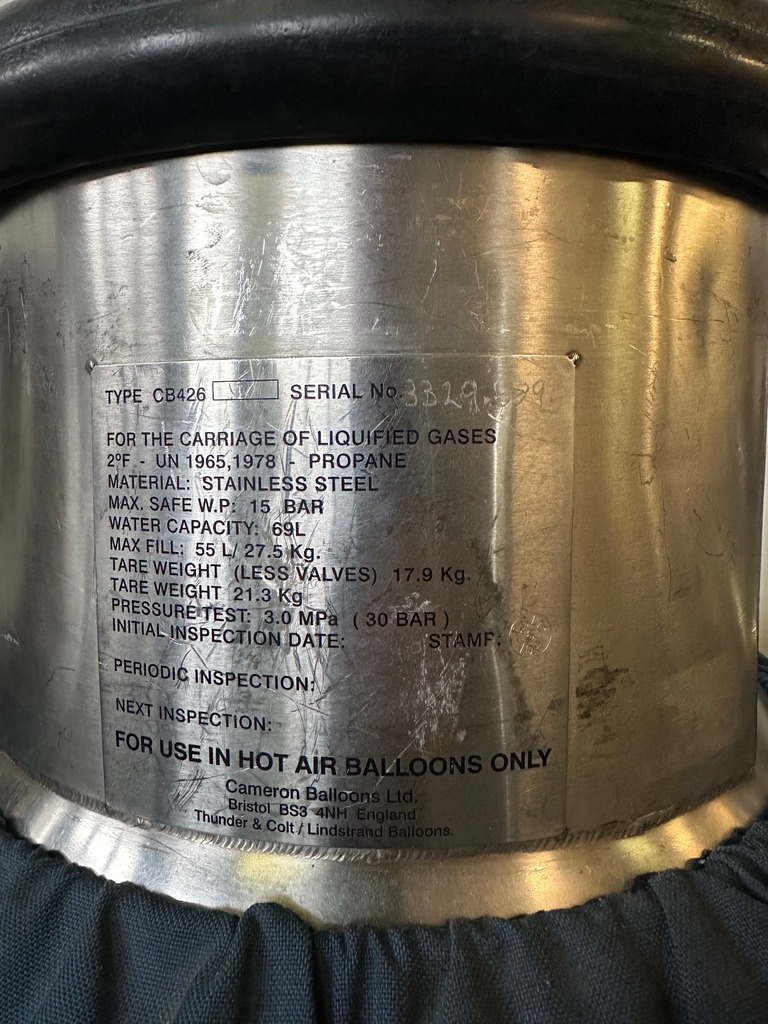 TYPE CB426 SERIAL No.
FOR THE CARRIAGE OF LIQUIFIED GASES
2ºF - UN 1965,1978 - PROPANE
MATERIAL: STAINLESS STEEL
MAX. SAFE W.P: 15 BAR
WATER CAPACITY: 69L
MAX FILL: 55 L/ 27.5 Kg.
TARE WEIGHT (LESS VALVES) 17.9 Kg.
TARE WEIGHT 21.3 Kg
PRESSURE TEST: 3.0 MPa ( 30 BAR )
INITIAL INSPECTION DATE: STAMP:
PERIODIC INSPECTION:
NEXT INSPECTION:
FOR USE IN HOT AIR BALLOONS ONLY
Cameron Balloons Ltd.
Bristol BS3 4NH England
Thunder & Colt / Lindstrand Balloons.